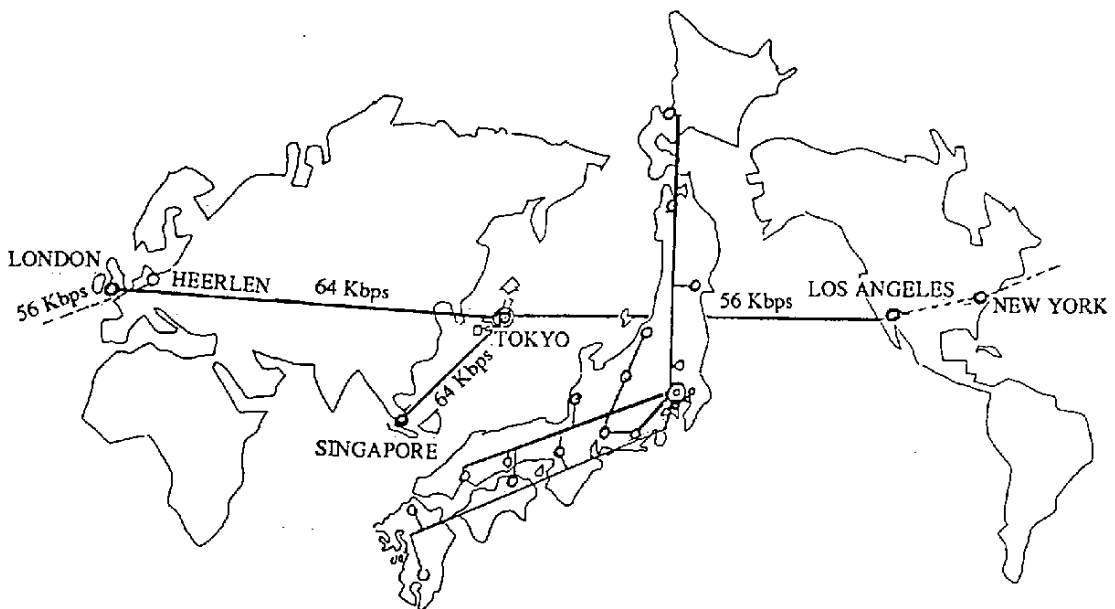 LONDON
HEERLEN
56 Kbps
64 Kbps
TOKYO
64 Kbps
SINGAPORE
56 Kbps
LOS ANGELES
NEW YORK